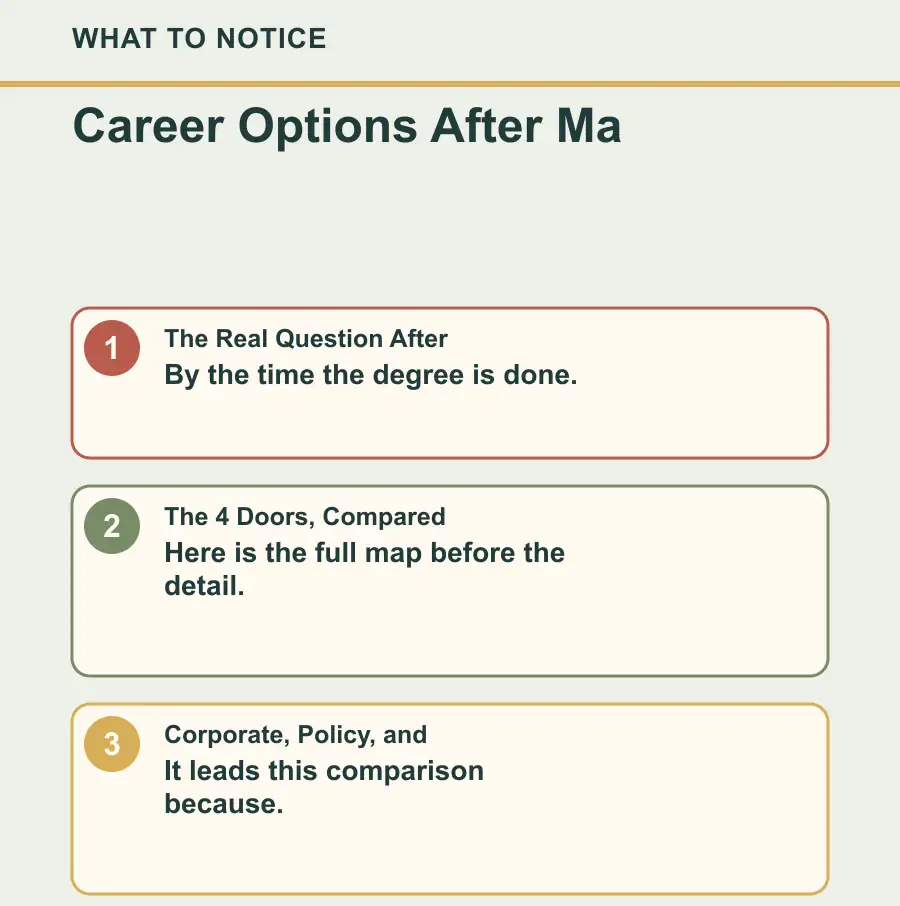 WHAT TO NOTICE
Career Options After Ma
1
The Real Question After
By the time the degree is done.
2
The 4 Doors, Compared
Here is the full map before the
detail.
3
Corporate, Policy, and
It leads this comparison
because.